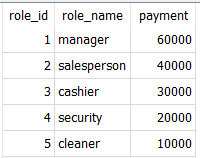 role_id role_name payment
1 manager 60000
2 salesperson 40000
3 cashier 30000
4 security 20000
5 cleaner 10000